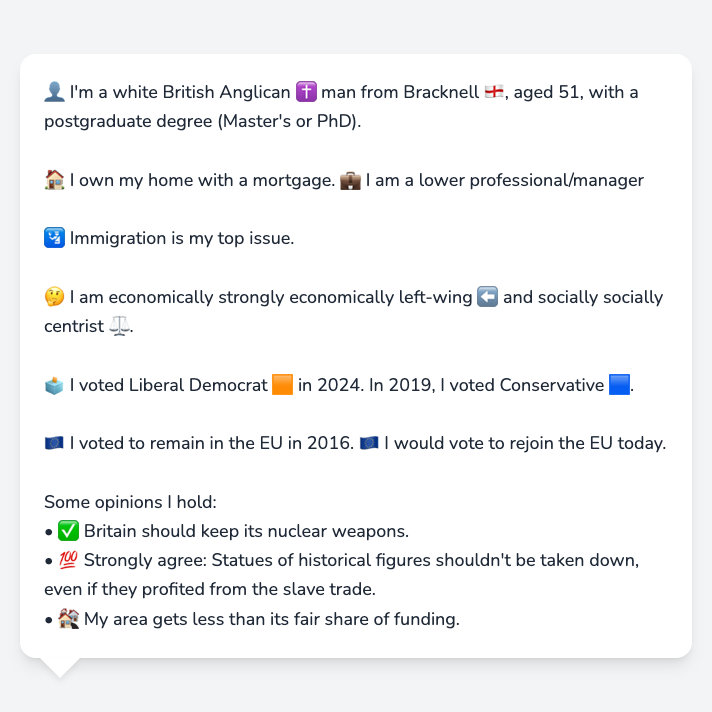 👤 I'm a white British Anglican ✝️ man from Bracknell 🏴󠁧󠁢󠁥󠁮󠁧󠁿, aged 51, with a
postgraduate degree (Master's or PhD).
🏠 I own my home with a mortgage. 💼 I am a lower professional/manager
🛂 Immigration is my top issue.
🤔 I am economically strongly economically left-wing ⬅️ and socially socially
centrist ⚖️.
🗳️ I voted Liberal Democrat 🟧 in 2024. In 2019, I voted Conservative 🟦.
🇪🇺 I voted to remain in the EU in 2016. 🇪🇺 I would vote to rejoin the EU today.
Some opinions I hold:
• ✅ Britain should keep its nuclear weapons.
• 💯 Strongly agree: Statues of historical figures shouldn't be taken down,
even if they profited from the slave trade.
• 🏘️ My area gets less than its fair share of funding.